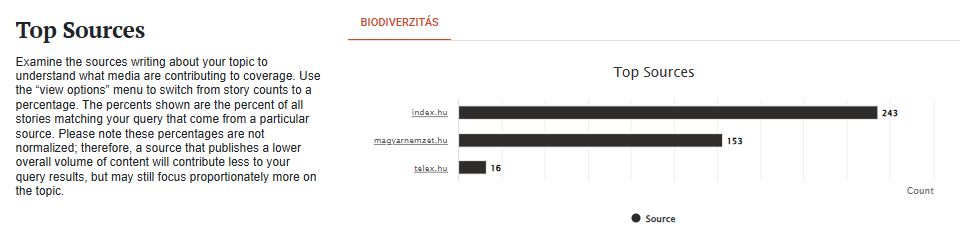 Top Sources
Examine the sources writing about your topic to
understand what media are contributing to coverage. Use
the “view options” menu to switch from story counts to a
percentage. The percents shown are the percent of all
stories matching your query that come from a particular
source. Please note these percentages are not
normalized; therefore, a source that publishes a lower
overall volume of content will contribute less to your
query results, but may still focus proportionately more on
the topic.
BIODIVERZITÁS
Top Sources
index.hu 243
magyarnemzet.hu 153
telex.hu 16
Count
Source